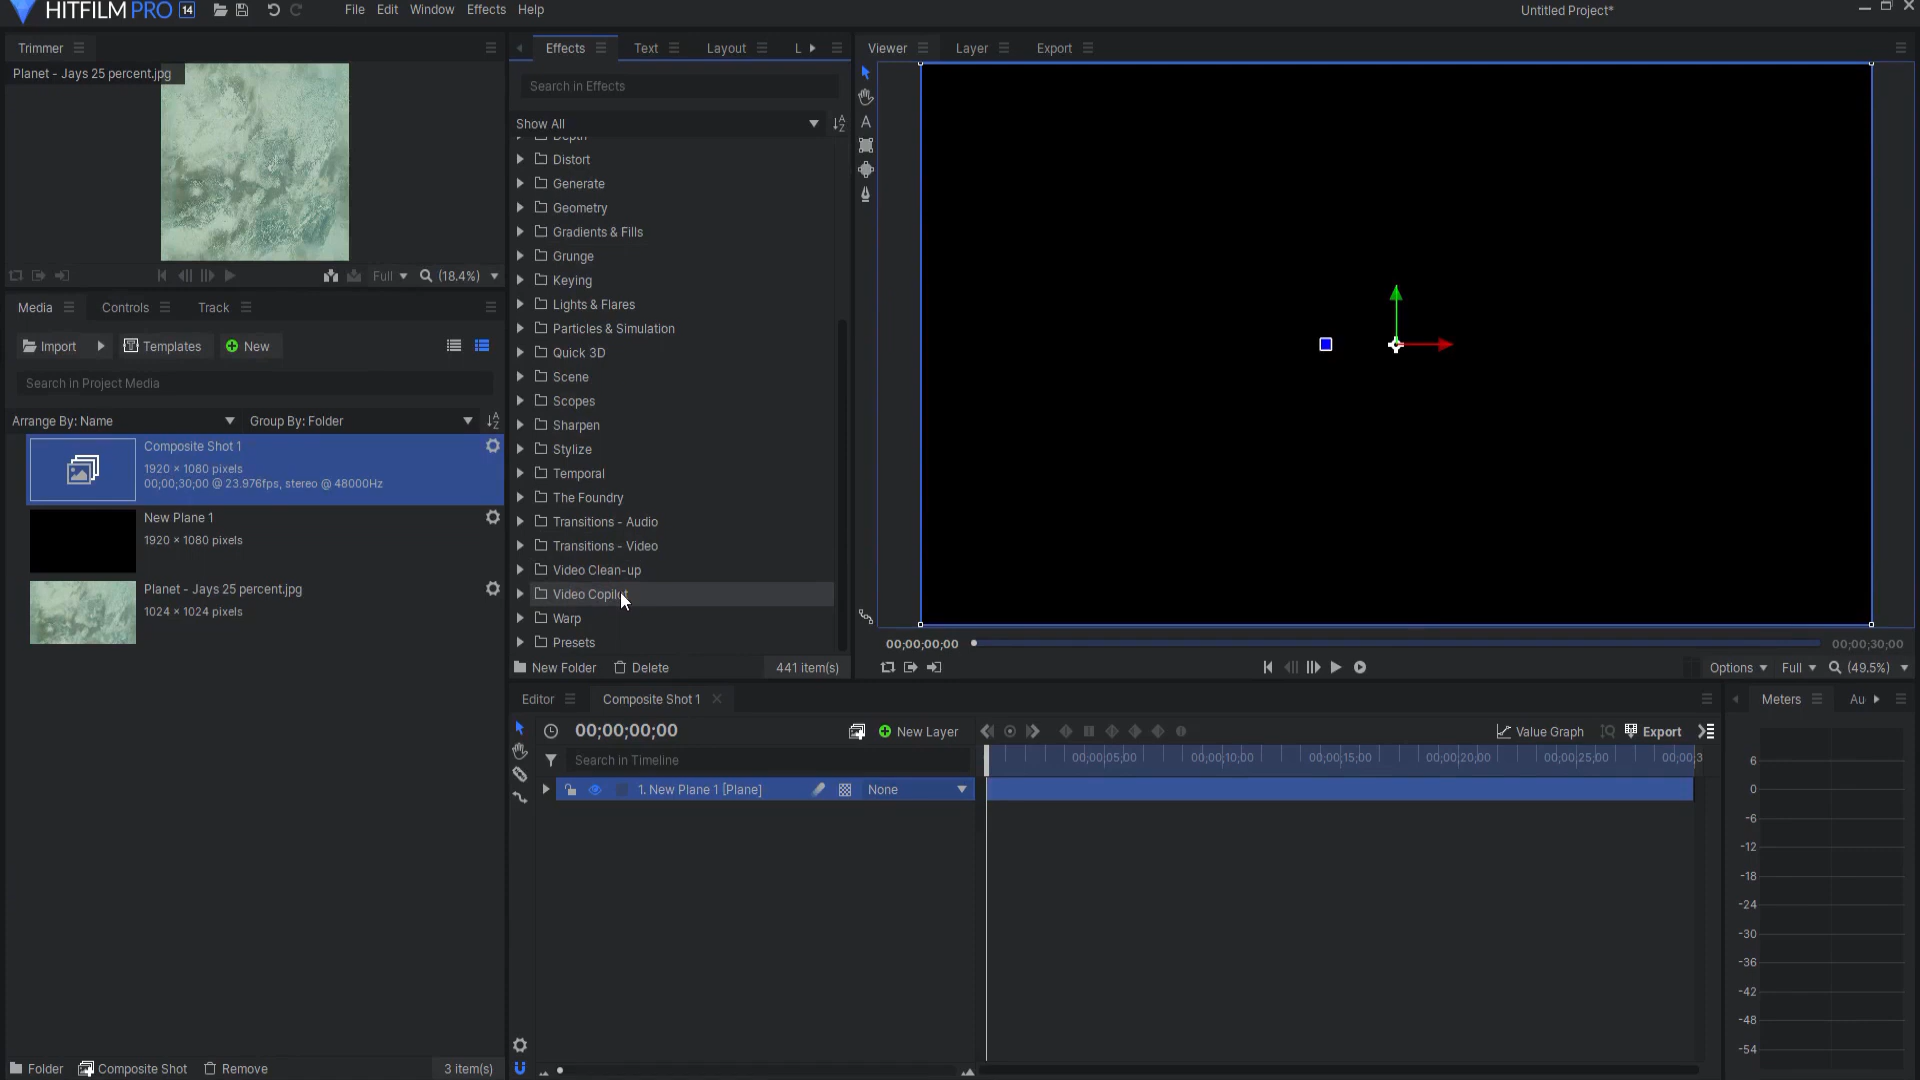 HITFILM PRO 14
File Edit Window Effects Help
Untitled Project*
Trimmer
Planet - Jays 25 percent.jpg
Full (18.4%)
Media Controls Track
Import Templates New
Search in Project Media
Arrange By: Name Group By: Folder
Composite Shot 1
1920 × 1080 pixels
00;00;30;00 @ 23.976fps, stereo @ 48000Hz
New Plane 1
1920 × 1080 pixels
Planet - Jays 25 percent.jpg
1024 × 1024 pixels
Folder Composite Shot Remove 3 item(s)
Effects Text Layout L
Search in Effects
Show All
Depth
Distort
Generate
Geometry
Gradients & Fills
Grunge
Keying
Lights & Flares
Particles & Simulation
Quick 3D
Scene
Scopes
Sharpen
Stylize
Temporal
The Foundry
Transitions - Audio
Transitions - Video
Video Clean-up
Video Copilot
Warp
Presets
New Folder Delete 441 item(s)
Viewer Layer Export
A
00;00;00;00 00;00;30;00
Options Full (49.5%)
Editor Composite Shot 1
00;00;00;00 New Layer Value Graph Export
Search in Timeline
00;00;05;00 00;00;10;00 00;00;15;00 00;00;20;00 00;00;25;00 00;00;3
1. New Plane 1 [Plane] None
Meters Au
6
0
-6
-12
-18
-24
-30
-36
-42
-48
-54